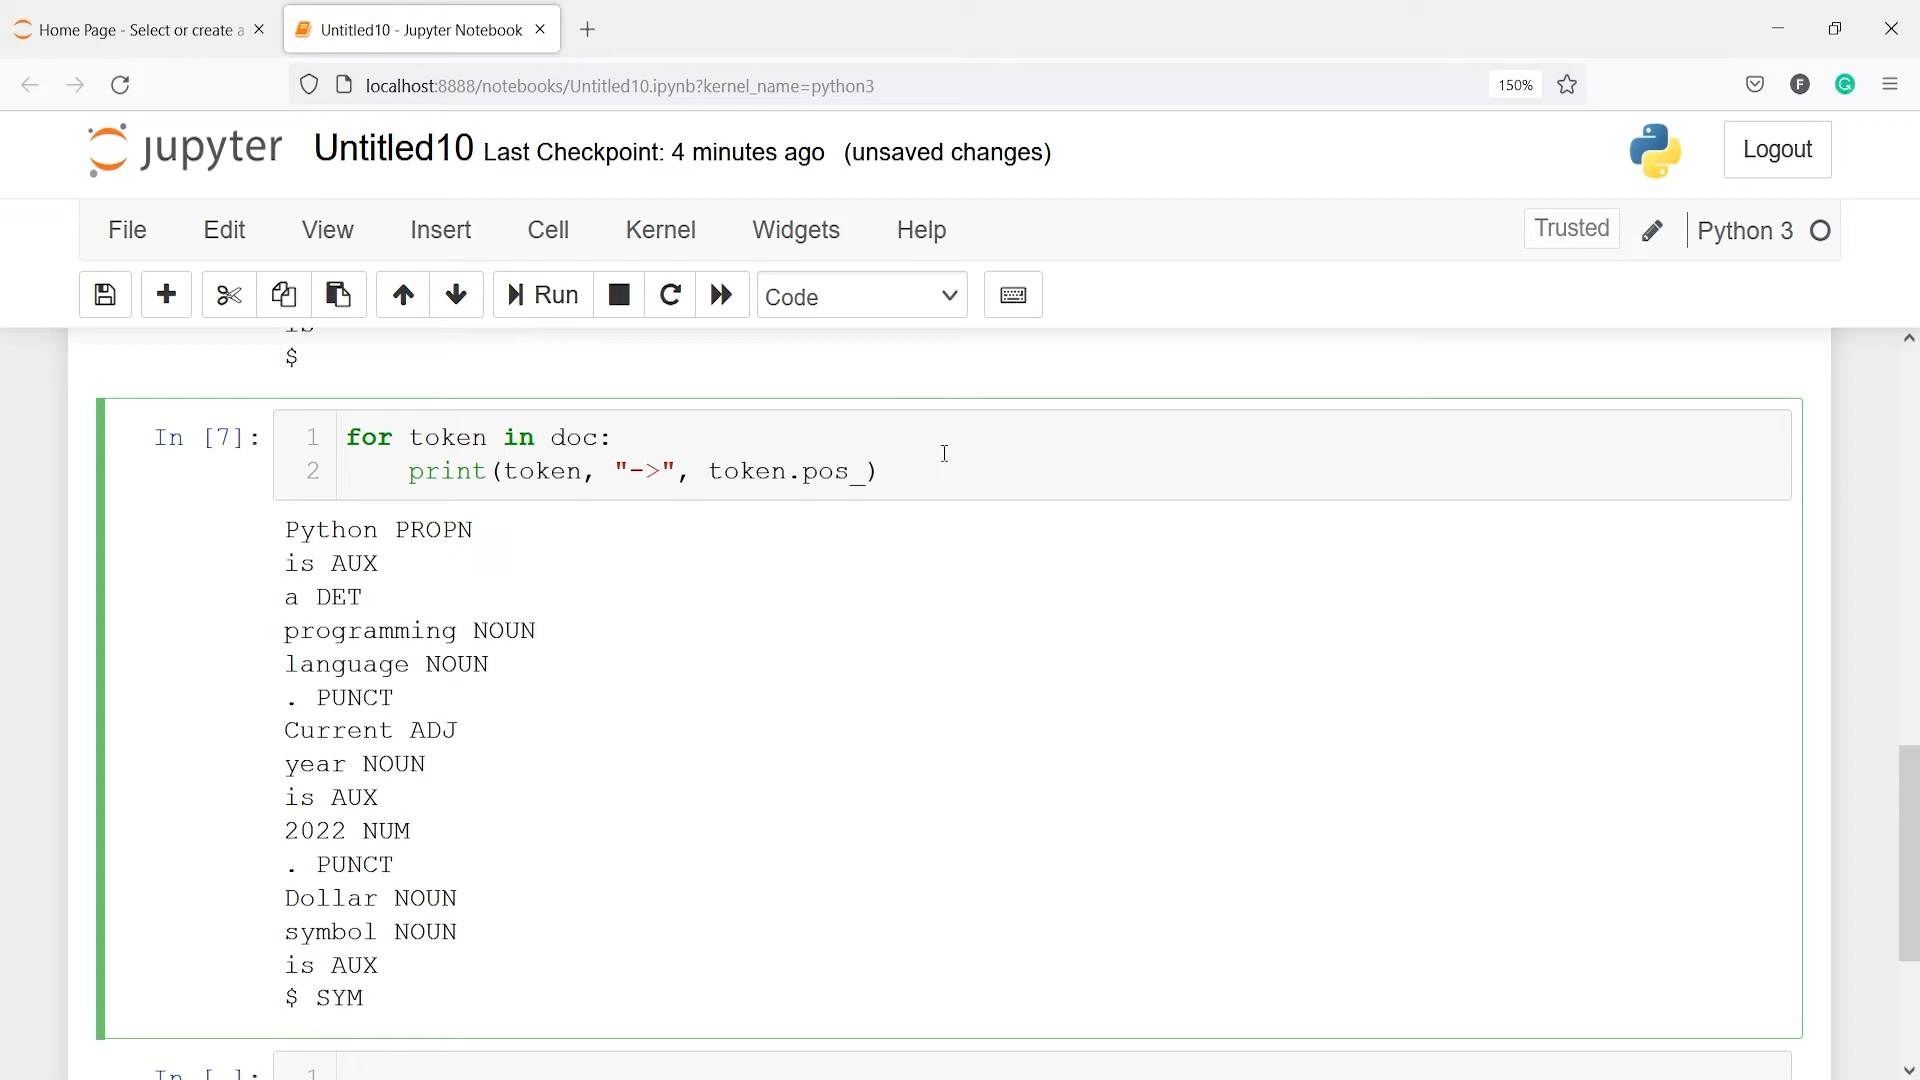 Home Page - Select or create a
Untitled10 - Jupyter Notebook
localhost:8888/notebooks/Untitled10.ipynb?kernel_name=python3
150%
F
G
jupyter Untitled10 Last Checkpoint: 4 minutes ago (unsaved changes)
Logout
File Edit View Insert Cell Kernel Widgets Help
Trusted
Python 3
Run
Code
$
In [7]:
1 for token in doc:
2 print(token, "->", token.pos_)
Python PROPN
is AUX
a DET
programming NOUN
language NOUN
. PUNCT
Current ADJ
year NOUN
is AUX
2022 NUM
. PUNCT
Dollar NOUN
symbol NOUN
is AUX
$ SYM
In [ ]:
1